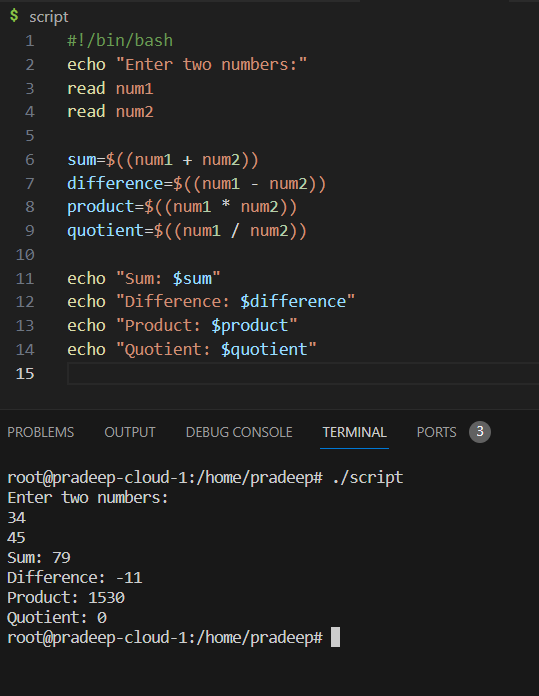 $ script
1 #!/bin/bash
2 echo "Enter two numbers:"
3 read num1
4 read num2
5
6 sum=$((num1 + num2))
7 difference=$((num1 - num2))
8 product=$((num1 * num2))
9 quotient=$((num1 / num2))
10
11 echo "Sum: $sum"
12 echo "Difference: $difference"
13 echo "Product: $product"
14 echo "Quotient: $quotient"
15
PROBLEMS OUTPUT DEBUG CONSOLE TERMINAL PORTS 3
root@pradeep-cloud-1:/home/pradeep# ./script
Enter two numbers:
34
45
Sum: 79
Difference: -11
Product: 1530
Quotient: 0
root@pradeep-cloud-1:/home/pradeep#